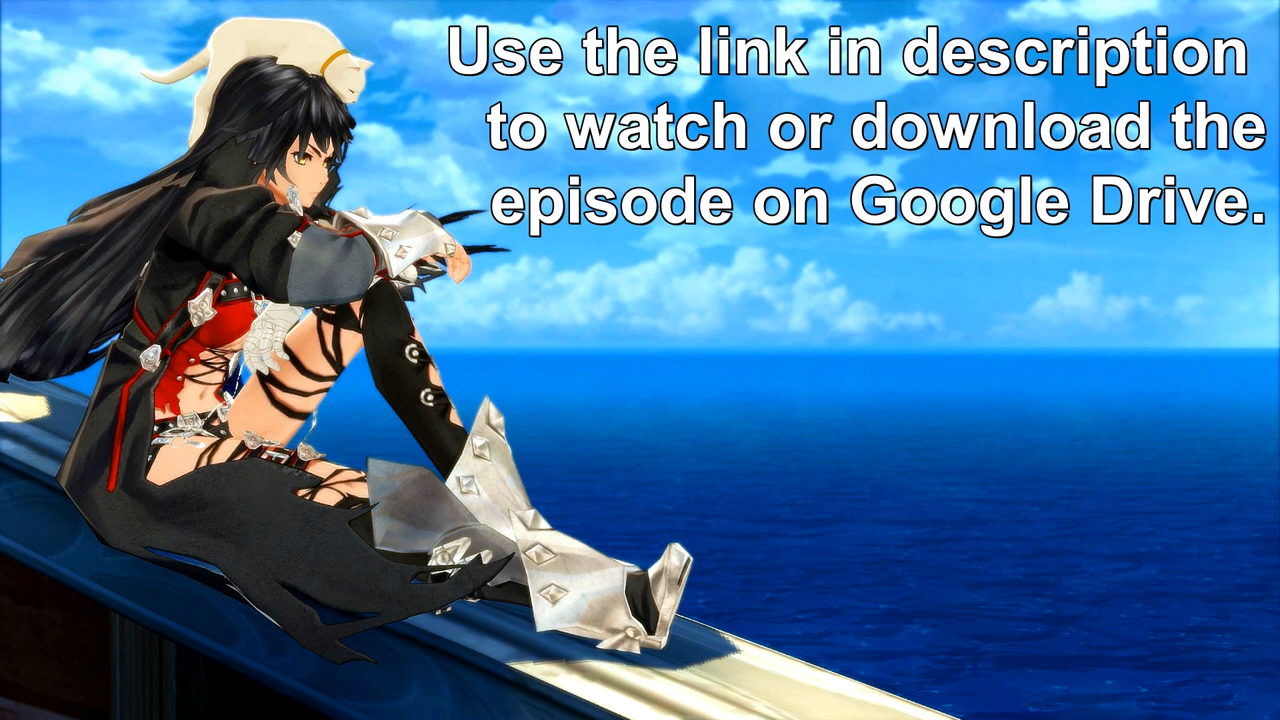 Use the link in description
to watch or download the
episode on Google Drive.